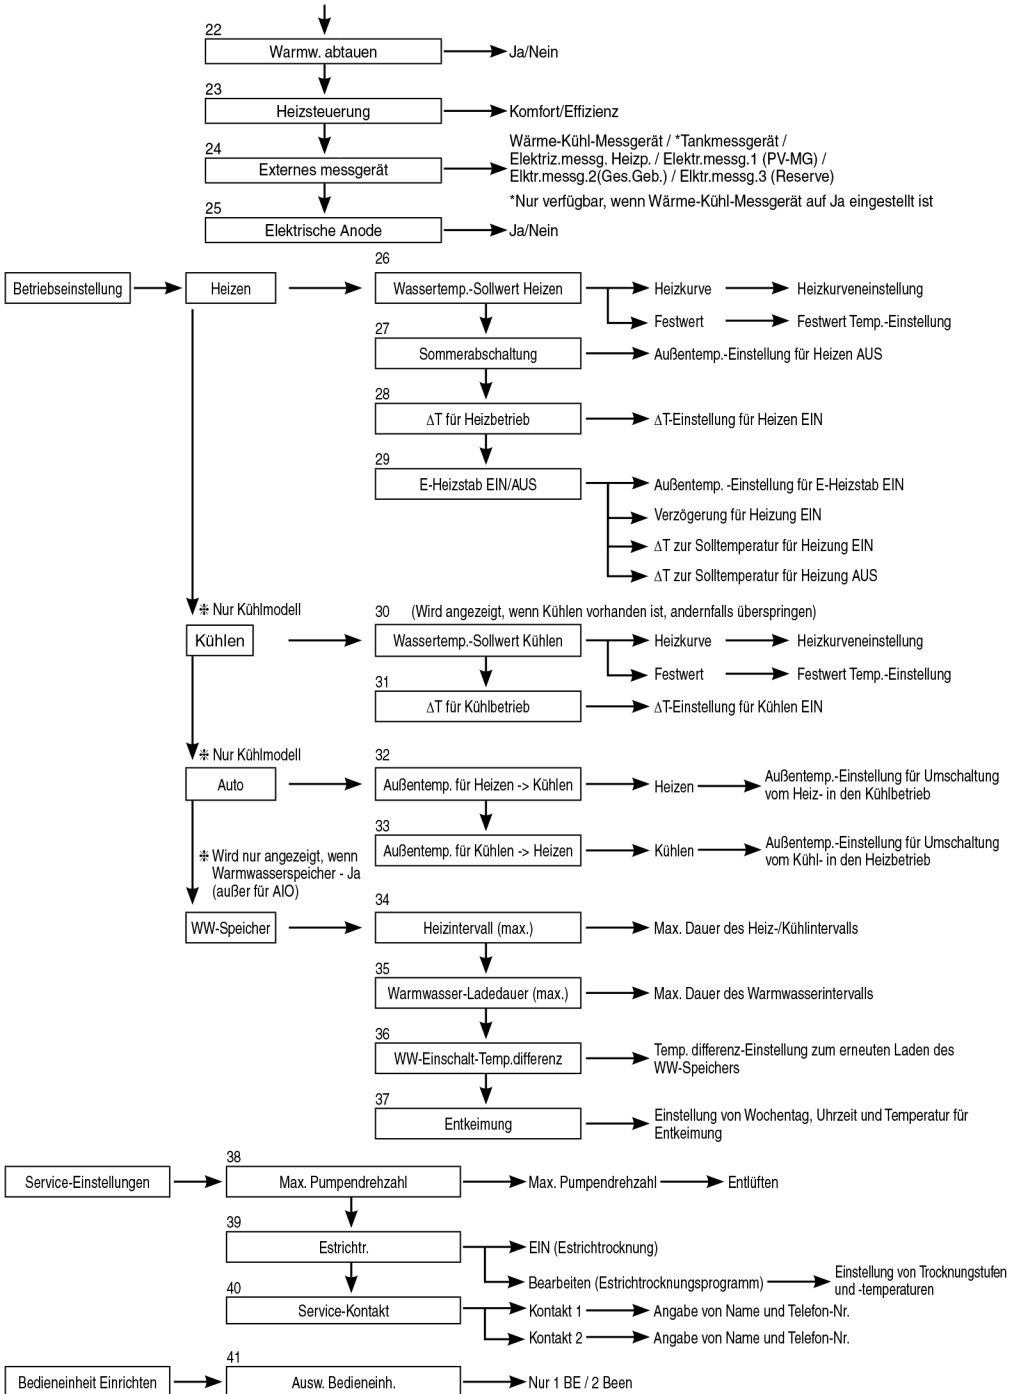 22
Warmw. abtauen
Ja/Nein
23
Heizsteuerung
Komfort/Effizienz
24
Externes messgerät
Wärme-Kühl-Messgerät / *Tankmessgerät /
Elektriz.messg. Heizp. / Elektr.messg.1 (PV-MG) /
Elktr.messg.2(Ges.Geb.) / Elktr.messg.3 (Reserve)
*Nur verfügbar, wenn Wärme-Kühl-Messgerät auf Ja eingestellt ist
25
Elektrische Anode
Ja/Nein
26
Betriebseinstellung
Heizen
Wassertemp.-Sollwert Heizen
Heizkurve
Heizkurveneinstellung
Festwert
Festwert Temp.-Einstellung
27
Sommerabschaltung
Außentemp.-Einstellung für Heizen AUS
28
ΔT für Heizbetrieb
ΔT-Einstellung für Heizen EIN
29
E-Heizstab EIN/AUS
Außentemp. -Einstellung für E-Heizstab EIN
Verzögerung für Heizung EIN
ΔT zur Solltemperatur für Heizung EIN
ΔT zur Solltemperatur für Heizung AUS
❈ Nur Kühlmodell
30 (Wird angezeigt, wenn Kühlen vorhanden ist, andernfalls überspringen)
Kühlen
Wassertemp.-Sollwert Kühlen
Heizkurve
Heizkurveneinstellung
Festwert
Festwert Temp.-Einstellung
31
ΔT für Kühlbetrieb
ΔT-Einstellung für Kühlen EIN
❈ Nur Kühlmodell
32
Auto
Außentemp. für Heizen -> Kühlen
Heizen
Außentemp.-Einstellung für Umschaltung
vom Heiz- in den Kühlbetrieb
33
Außentemp. für Kühlen -> Heizen
Kühlen
Außentemp.-Einstellung für Umschaltung
vom Kühl- in den Heizbetrieb
❈ Wird nur angezeigt, wenn
Warmwasserspeicher - Ja
(außer für AIO)
34
WW-Speicher
Heizintervall (max.)
Max. Dauer des Heiz-/Kühlintervalls
35
Warmwasser-Ladedauer (max.)
Max. Dauer des Warmwasserintervalls
36
WW-Einschalt-Temp.differenz
Temp. differenz-Einstellung zum erneuten Laden des
WW-Speichers
37
Entkeimung
Einstellung von Wochentag, Uhrzeit und Temperatur für
Entkeimung
38
Service-Einstellungen
Max. Pumpendrehzahl
Max. Pumpendrehzahl
Entlüften
39
Estrichtr.
EIN (Estrichtrocknung)
Bearbeiten (Estrichtrocknungsprogramm)
Einstellung von Trocknungstufen
und -temperaturen
40
Service-Kontakt
Kontakt 1
Angabe von Name und Telefon-Nr.
Kontakt 2
Angabe von Name und Telefon-Nr.
41
Bedieneinheit Einrichten
Ausw. Bedieneinh.
Nur 1 BE / 2 Been